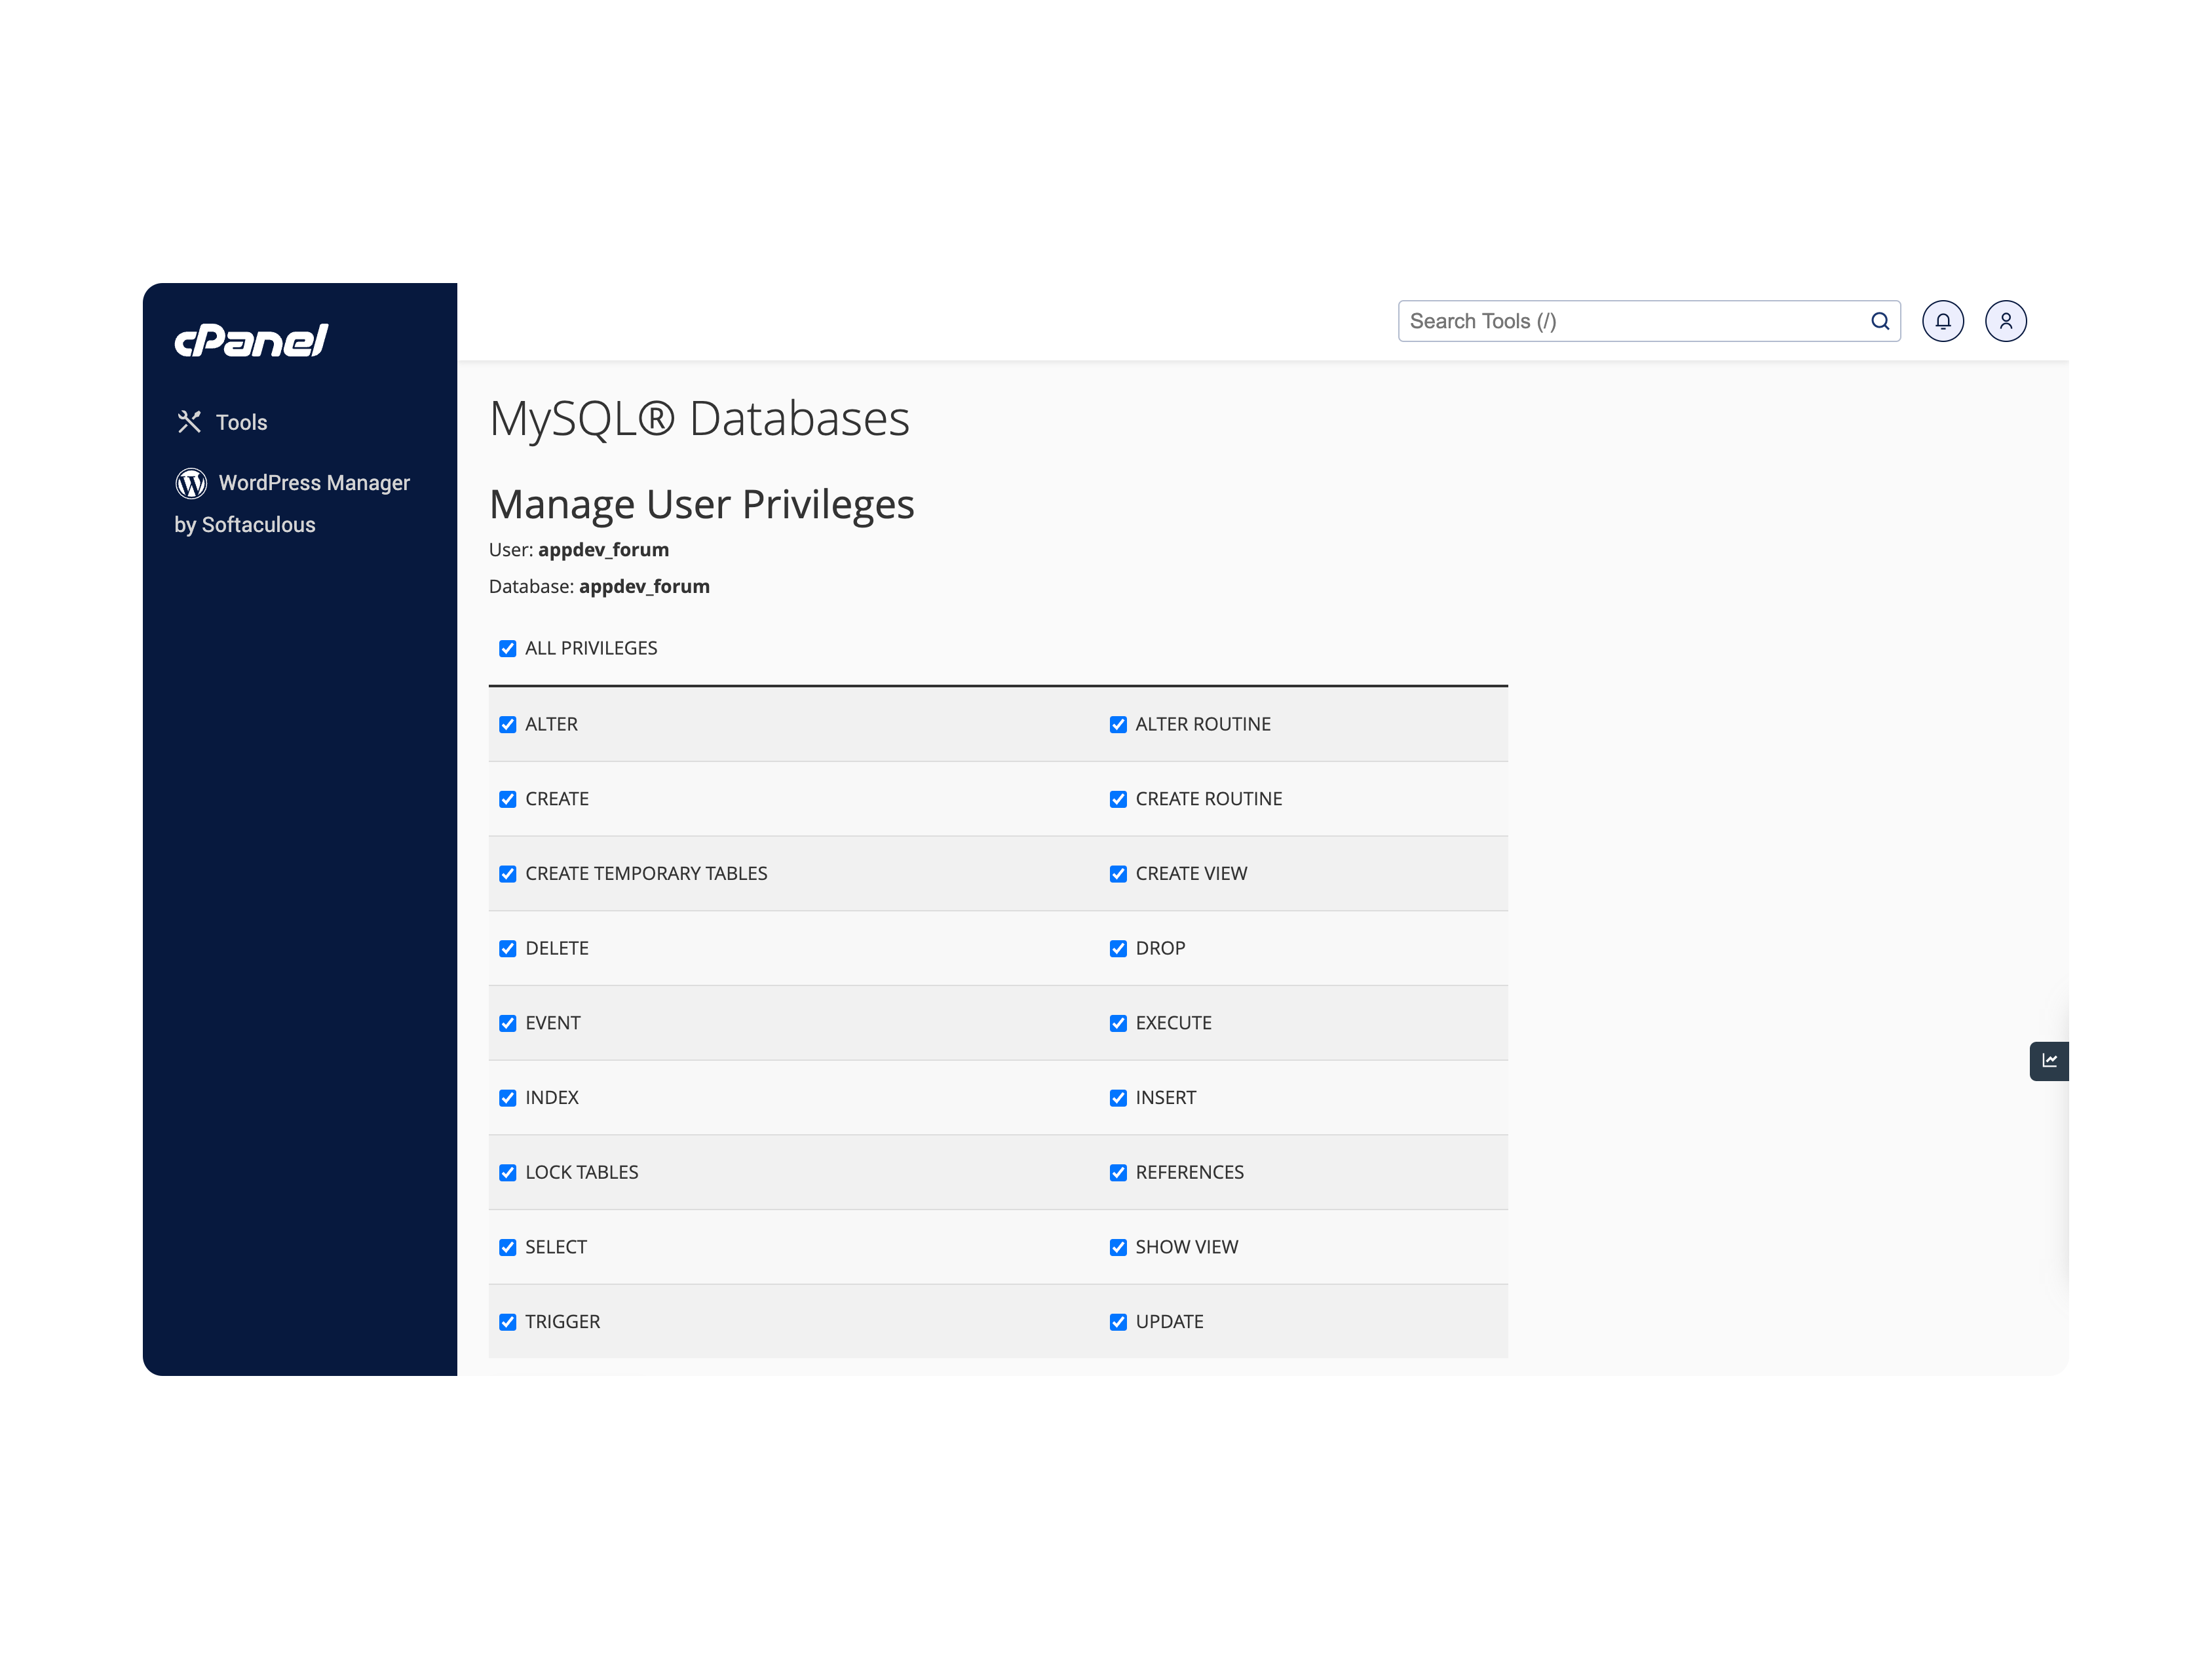 cPanel
Search Tools (/)
Tools
WordPress Manager
by Softaculous
MySQL® Databases
Manage User Privileges
User: appdev_forum
Database: appdev_forum
ALL PRIVILEGES
ALTER
ALTER ROUTINE
CREATE
CREATE ROUTINE
CREATE TEMPORARY TABLES
CREATE VIEW
DELETE
DROP
EVENT
EXECUTE
INDEX
INSERT
LOCK TABLES
REFERENCES
SELECT
SHOW VIEW
TRIGGER
UPDATE